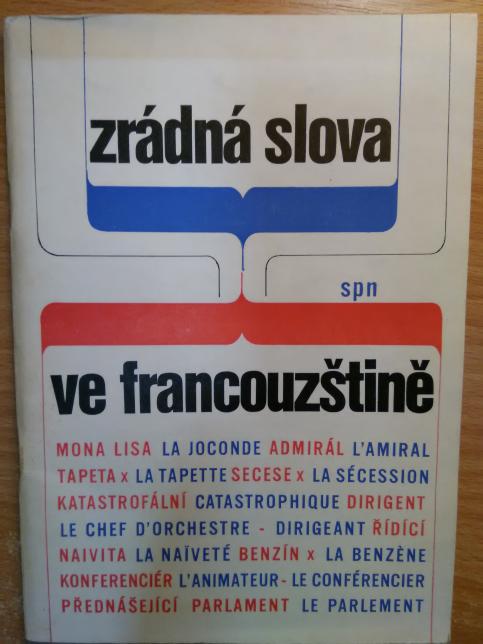 zrádná slova
spn
ve francouzštině
MONA LISA LA JOCONDE ADMIRÁL L'AMIRAL
TAPETA x LA TAPETTE SECESE x LA SÉCESSION
KATASTROFÁLNÍ CATASTROPHIQUE DIRIGENT
LE CHEF D'ORCHESTRE - DIRIGEANT ŘÍDÍCÍ
NAIVITA LA NAÏVETÉ BENZÍN x LA BENZÈNE
KONFERENCIÉR L'ANIMATEUR - LE CONFÉRENCIER
PŘEDNÁŠEJÍCÍ PARLAMENT LE PARLEMENT